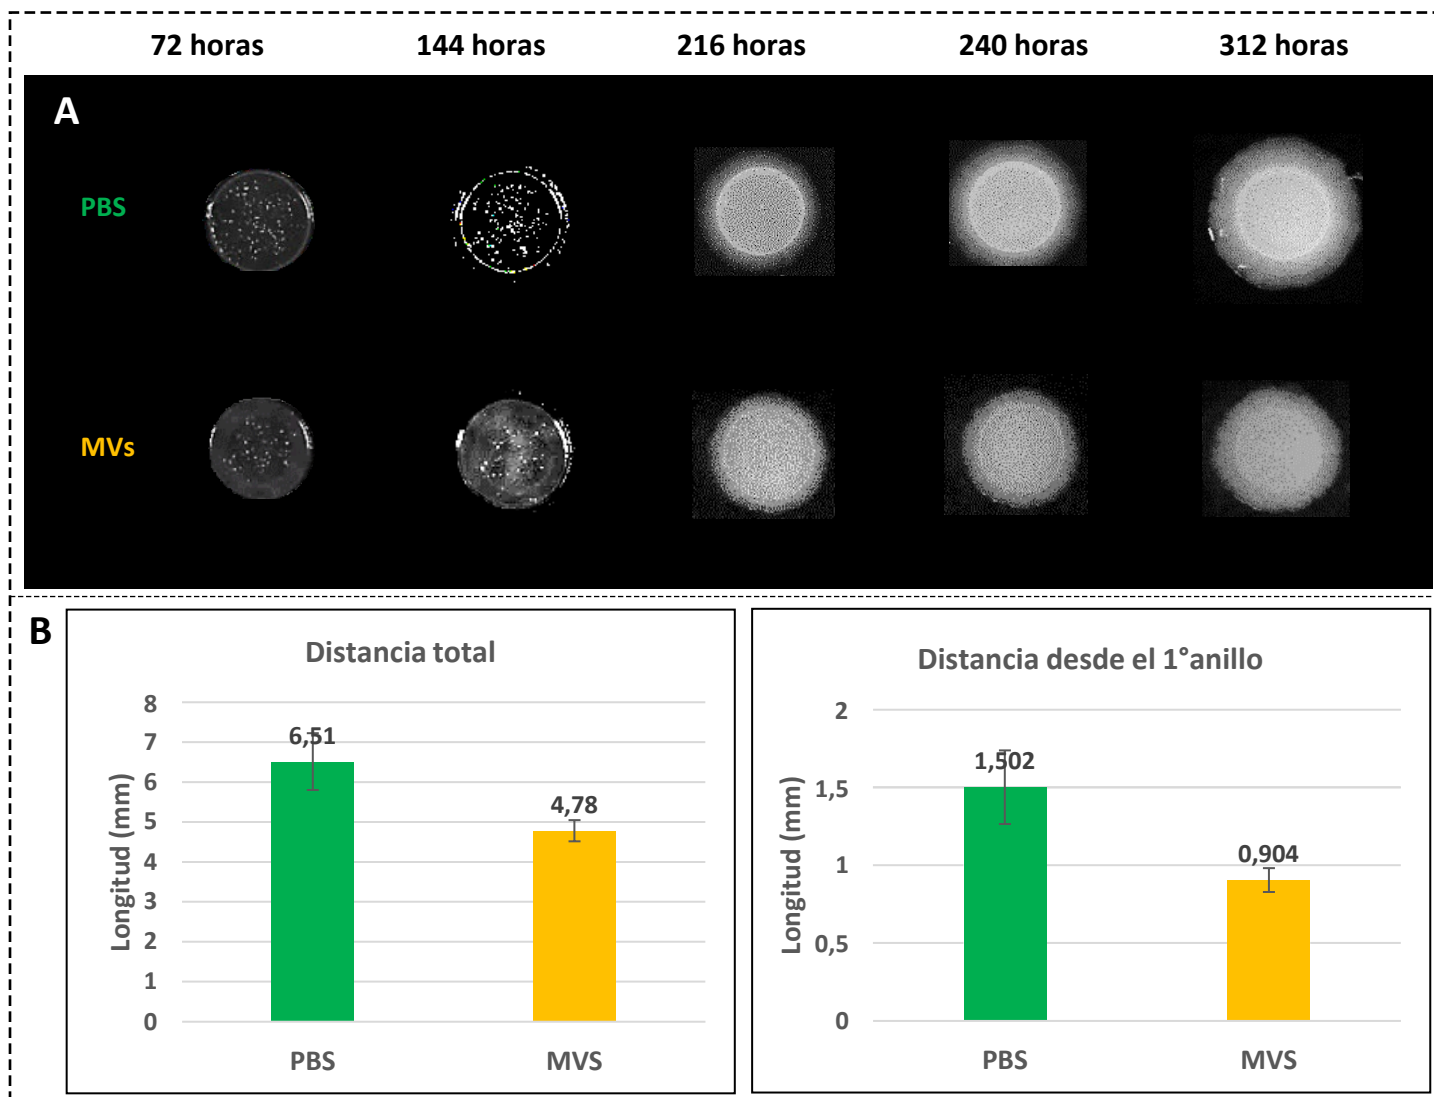 72 horas 144 horas 216 horas 240 horas 312 horas
A
PBS
MVs
B
Distancia total
8
7
6
5
4
3
2
1
0
Longitud (mm)
6,51
4,78
PBS MVS
Distancia desde el 1°anillo
2
1,5
1
0,5
0
Longitud (mm)
1,502
0,904
PBS MVS